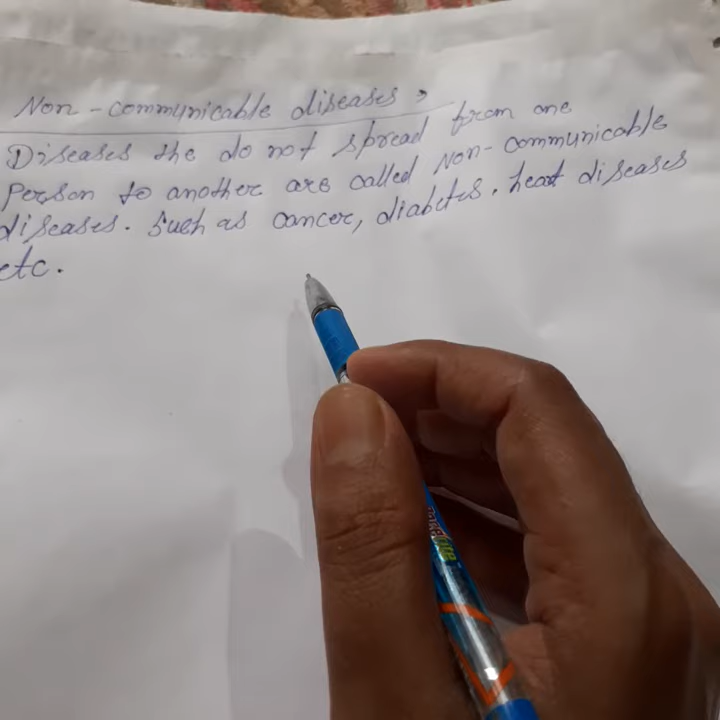 Non-communicable diseases,
Diseases the do not spread from one
Person to another are called Non-communicable
diseases. Such as cancer, diabetes. heat diseases
etc.